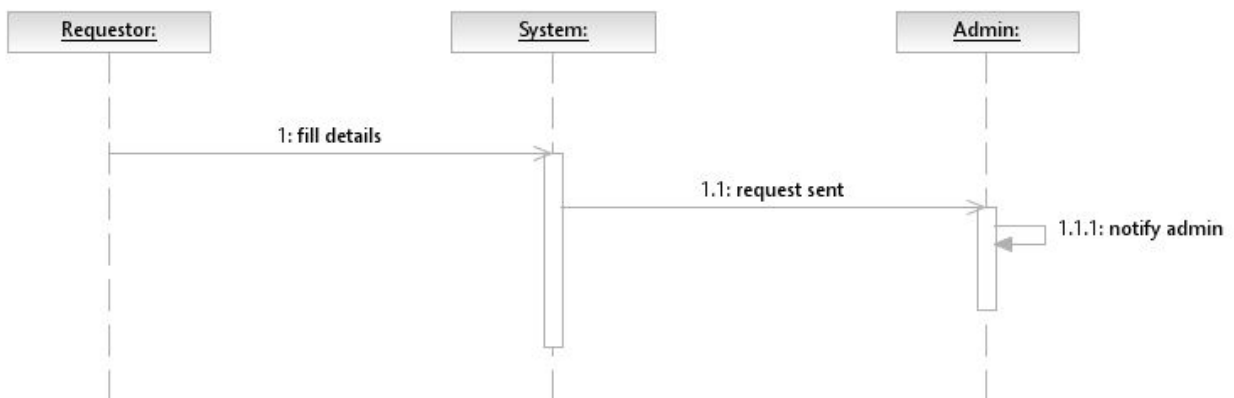 Requestor:
System:
Admin:
1: fill details
1.1: request sent
1.1.1: notify admin